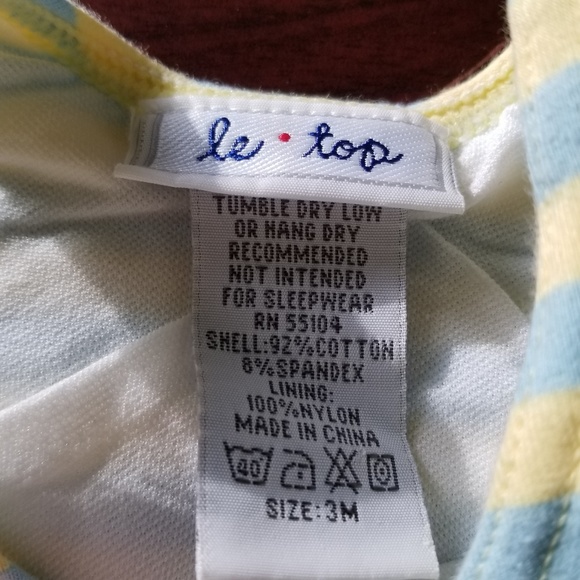 le • top
TUMBLE DRY LOW
OR HANG DRY
RECOMMENDED
NOT INTENDED
FOR SLEEPWEAR
RN 55104
SHELL:92%COTTON
8%SPANDEX
LINING:
100%NYLON
MADE IN CHINA
40
SIZE:3M